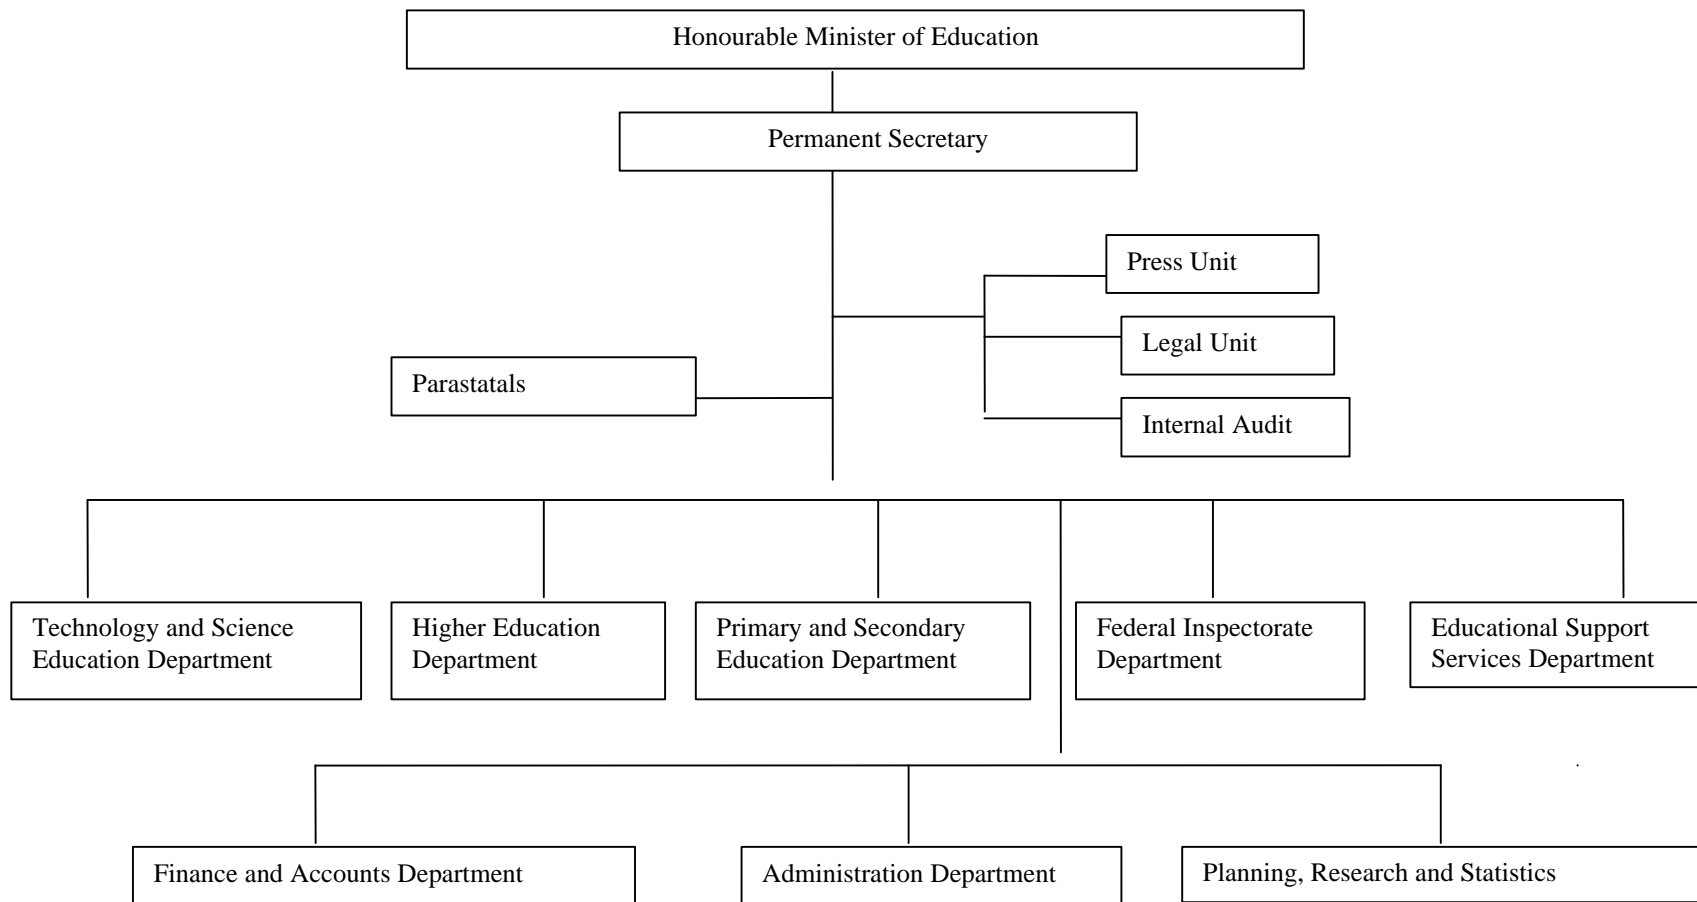 Honourable Minister of Education
Permanent Secretary
Press Unit
Legal Unit
Parastatals
Internal Audit
Technology and Science
Education Department
Higher Education
Department
Primary and Secondary
Education Department
Federal Inspectorate
Department
Educational Support
Services Department
Finance and Accounts Department
Administration Department
Planning, Research and Statistics